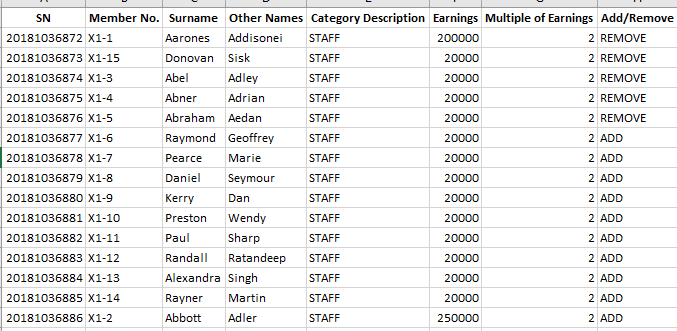 SN Member No. Surname Other Names Category Description Earnings Multiple of Earnings Add/Remove
20181036872 X1-1 Aarones Addisonei STAFF 200000 2 REMOVE
20181036873 X1-15 Donovan Sisk STAFF 20000 2 REMOVE
20181036874 X1-3 Abel Adley STAFF 20000 2 REMOVE
20181036875 X1-4 Abner Adrian STAFF 20000 2 REMOVE
20181036876 X1-5 Abraham Aedan STAFF 20000 2 REMOVE
20181036877 X1-6 Raymond Geoffrey STAFF 20000 2 ADD
20181036878 X1-7 Pearce Marie STAFF 20000 2 ADD
20181036879 X1-8 Daniel Seymour STAFF 20000 2 ADD
20181036880 X1-9 Kerry Dan STAFF 20000 2 ADD
20181036881 X1-10 Preston Wendy STAFF 20000 2 ADD
20181036882 X1-11 Paul Sharp STAFF 20000 2 ADD
20181036883 X1-12 Randall Ratandeep STAFF 20000 2 ADD
20181036884 X1-13 Alexandra Singh STAFF 20000 2 ADD
20181036885 X1-14 Rayner Martin STAFF 20000 2 ADD
20181036886 X1-2 Abbott Adler STAFF 250000 2 ADD